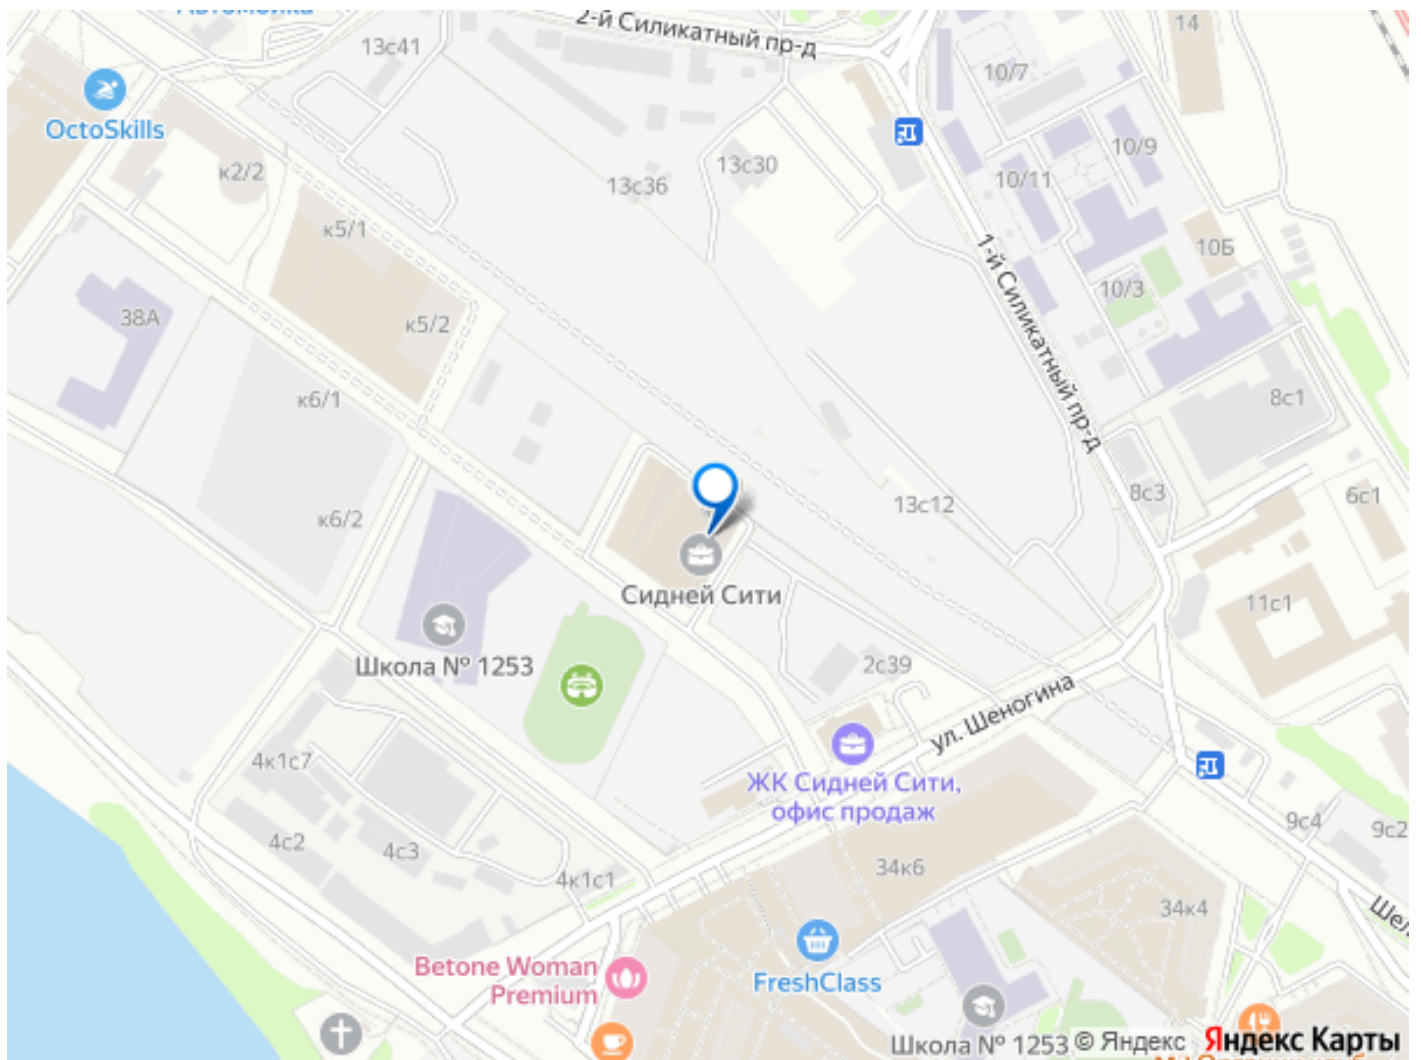 Автомойка
2-й Силикатный пр-д
14
13с41
10/7
OctoSkills
10/9
к2/2
13с36
13с30
10/11
к5/1
10Б
1-й Силикатный пр-д
10/3
38А
к5/2
к6/1
8с1
8с3
6с1
13с12
к6/2
Сидней Сити
11с1
Школа № 1253
2с39
ул. Шеногина
4к1с7
ЖК Сидней Сити,
офис продаж
9с4
9с2
4с2
4с3
34к6
4к1с1
34к4
Betone Woman
Premium
FreshClass
Школа № 1253
© Яндекс Яндекс Карты